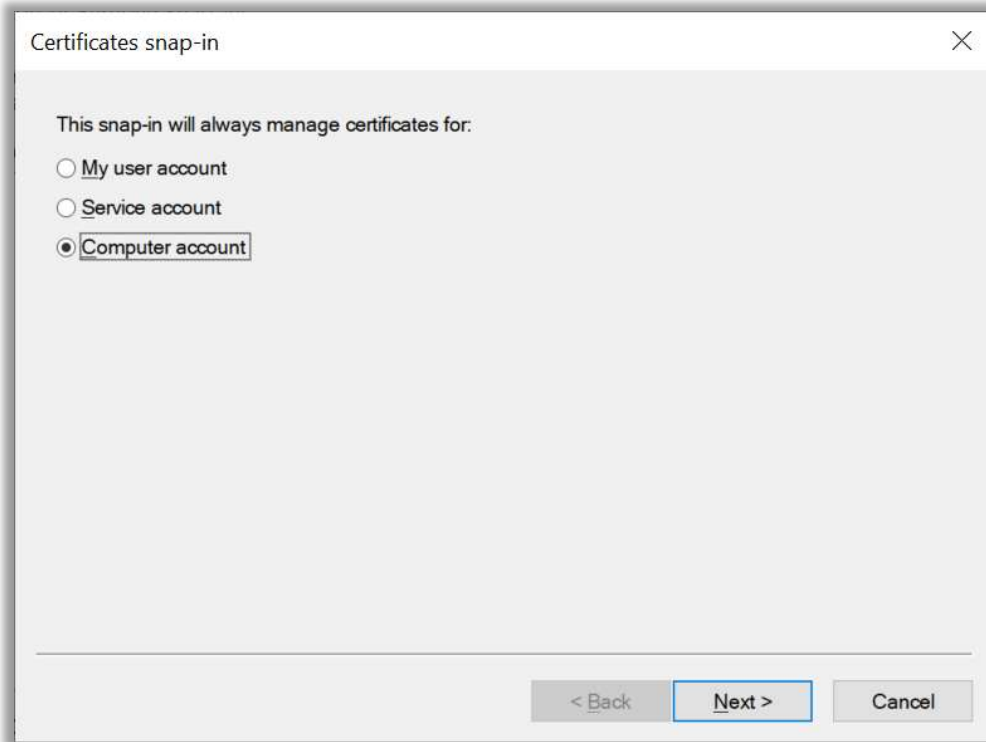 Certificates snap-in
This snap-in will always manage certificates for:
My user account
Service account
Computer account
< Back
Next >
Cancel